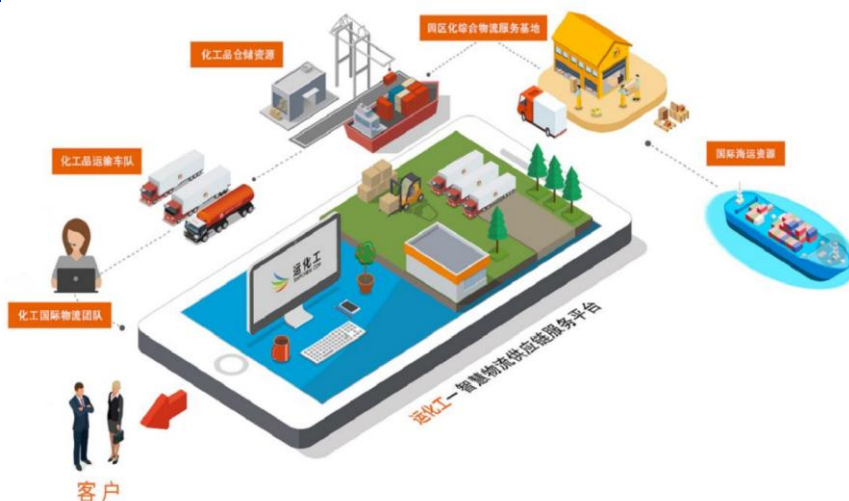 化工品仓储资源
四区化综合物流服务基地
化工品运输车队
国际海运资源
运化工
化工国际物流团队
运化工—智慧物流供应链服务平台
客户